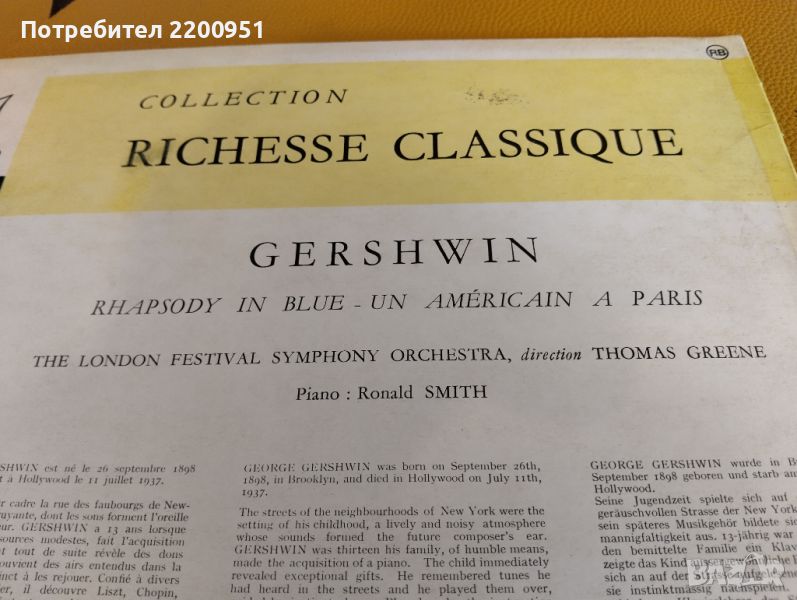 Потребител 2200951
RB
COLLECTION
RICHESSE CLASSIQUE
GERSHWIN
RHAPSODY IN BLUE - UN AMÉRICAIN A PARIS
THE LONDON FESTIVAL SYMPHONY ORCHESTRA, direction THOMAS GREENE
Piano : Ronald SMITH
est né le 26 septembre 1898
à Hollywood le 11 juillet 1937.
cadre la rue des faubourgs de New-
dont les sons forment l'oreille
GERSHWIN a 13 ans lorsque
modestes, fait l'acquisition
tout de suite révèle des dons
des airs entendus dans la
à les rejouer. Confié à divers
il découvre Liszt, Chopin,
GEORGE GERSHWIN was born on September 26th,
1898, in Brooklyn, and died in Hollywood on July 11th,
1937.
The streets of the neighbourhoods of New York were the
setting of his childhood, a lively and noisy atmosphere
whose sounds formed the future composer's ear.
GERSHWIN was thirteen his family, of humble means,
made the acquisition of a piano. The child immediately
revealed exceptional gifts. He remembered tunes he
had heard in the streets and he played them over,
GEORGE GERSHWIN wurde in
September 1898 geboren und starb
Hollywood.
Seine Jugendzeit spielte sich auf
geräuschvollen Strasse der New York
sein späteres Musikgehör bildete sich
mannigfaltigkeit aus. 13-jährig war
den bemittelte Familie ein
zeigte das Kind aussergewöhnliche
sich an auf der
sie instinktmässig nachspielen.